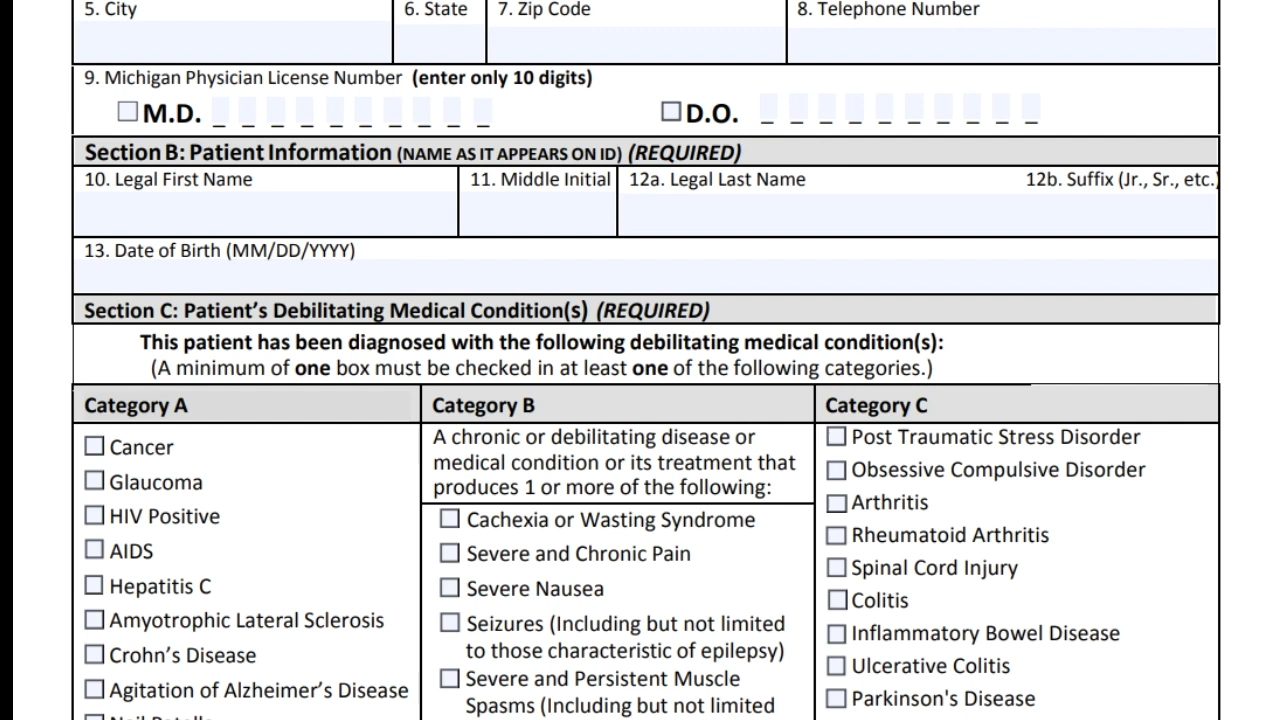 5. City 6. State 7. Zip Code 8. Telephone Number
9. Michigan Physician License Number (enter only 10 digits)
M.D. _ _ _ _ _ _ _ _ _ _ D.O. _ _ _ _ _ _ _ _ _ _
Section B: Patient Information (NAME AS IT APPEARS ON ID) (REQUIRED)
10. Legal First Name 11. Middle Initial 12a. Legal Last Name 12b. Suffix (Jr., Sr., etc.)
13. Date of Birth (MM/DD/YYYY)
Section C: Patient’s Debilitating Medical Condition(s) (REQUIRED)
This patient has been diagnosed with the following debilitating medical condition(s):
(A minimum of one box must be checked in at least one of the following categories.)
Category A
Cancer
Glaucoma
HIV Positive
AIDS
Hepatitis C
Amyotrophic Lateral Sclerosis
Crohn’s Disease
Agitation of Alzheimer’s Disease
Nail Patella
Category B
A chronic or debilitating disease or
medical condition or its treatment that
produces 1 or more of the following:
Cachexia or Wasting Syndrome
Severe and Chronic Pain
Severe Nausea
Seizures (Including but not limited
to those characteristic of epilepsy)
Severe and Persistent Muscle
Spasms (Including but not limited
Category C
Post Traumatic Stress Disorder
Obsessive Compulsive Disorder
Arthritis
Rheumatoid Arthritis
Spinal Cord Injury
Colitis
Inflammatory Bowel Disease
Ulcerative Colitis
Parkinson's Disease